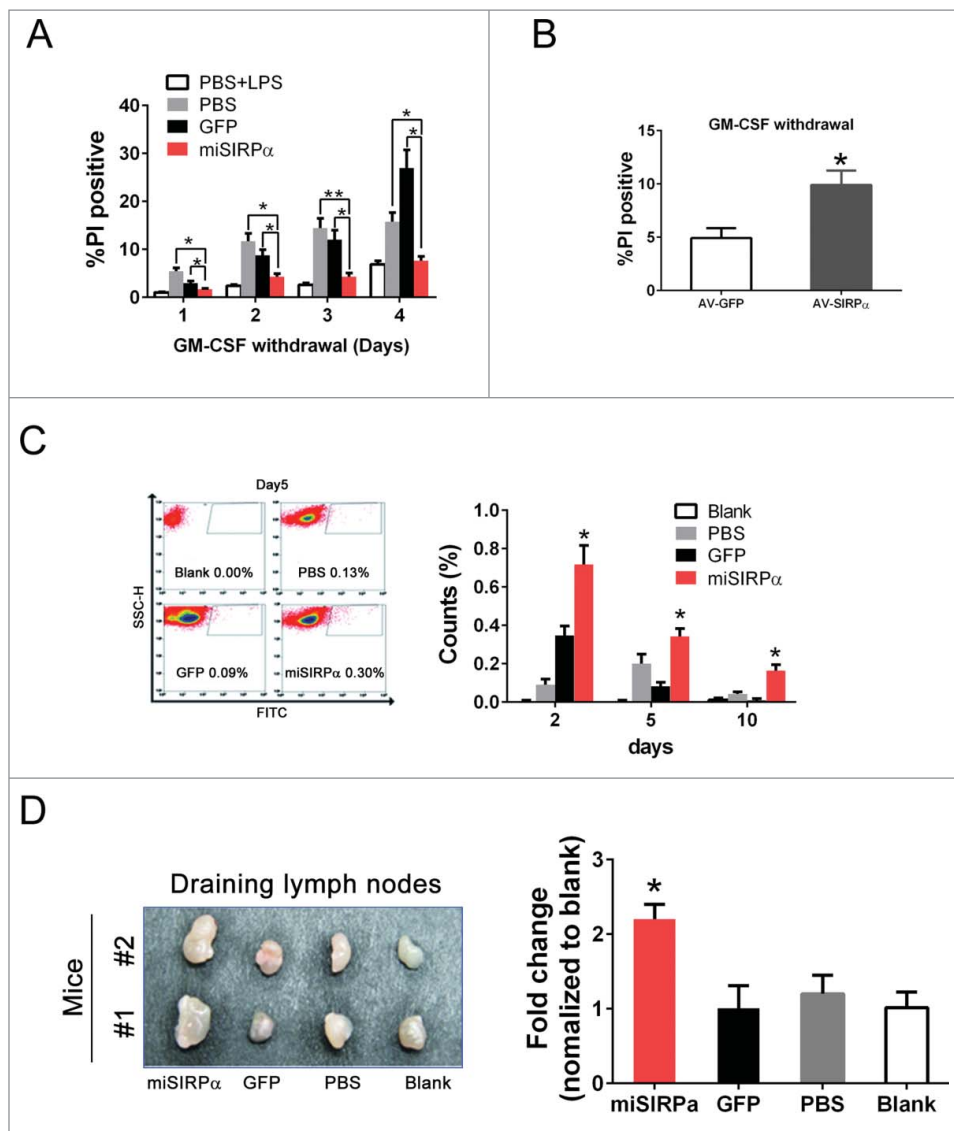 A
PBS+LPS
PBS
GFP
miSIRPα
%PI positive
40
30
20
10
0
*
*
*
*
**
*
*
*
1 2 3 4
GM-CSF withdrawal (Days)
B
GM-CSF withdrawal
%PI positive
15
10
5
0
*
AV-GFP AV-SIRPα
C
Day5
SSC-H
Blank 0.00% PBS 0.13%
GFP 0.09% miSIRPα 0.30%
FITC
Blank
PBS
GFP
miSIRPα
Counts (%)
1.0
0.8
0.6
0.4
0.2
0.0
*
*
*
2 5 10
days
D
Draining lymph nodes
Mice
#2
#1
miSIRPα GFP PBS Blank
Fold change
(nomalized to blank)
3
2
1
0
*
miSIRPa GFP PBS Blank